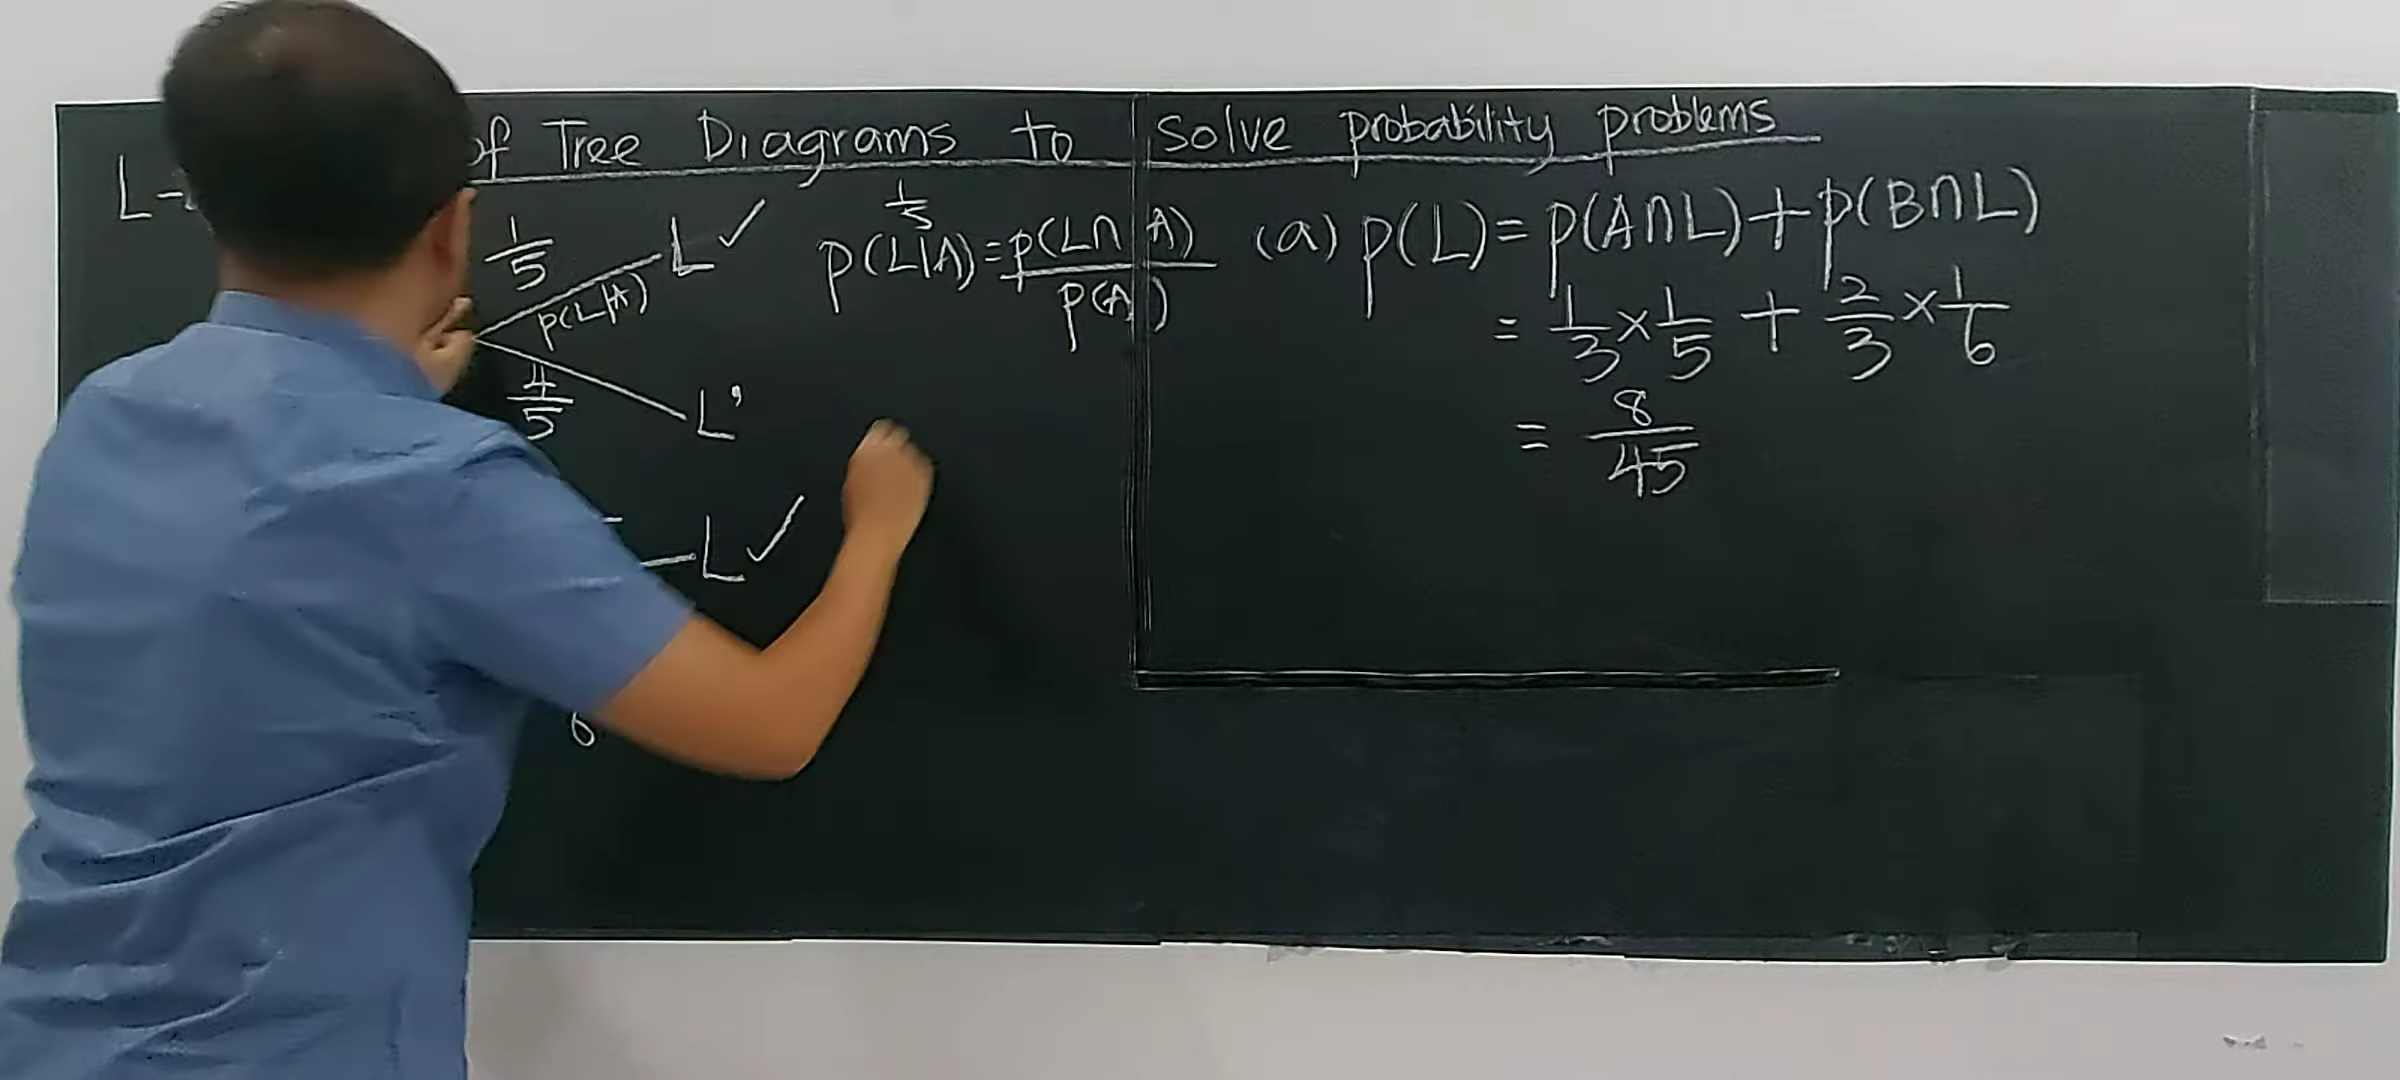 of Tree Diagrams to solve probability problems
L
1/5
L ✓
P(L|A)
4/5
L'
L ✓
6
1/5
P(L|A) = P(L∩A)/P(A)
(a) P(L) = P(A∩L) + P(B∩L)
= 1/3 × 1/5 + 2/3 × 1/6
= 8/45